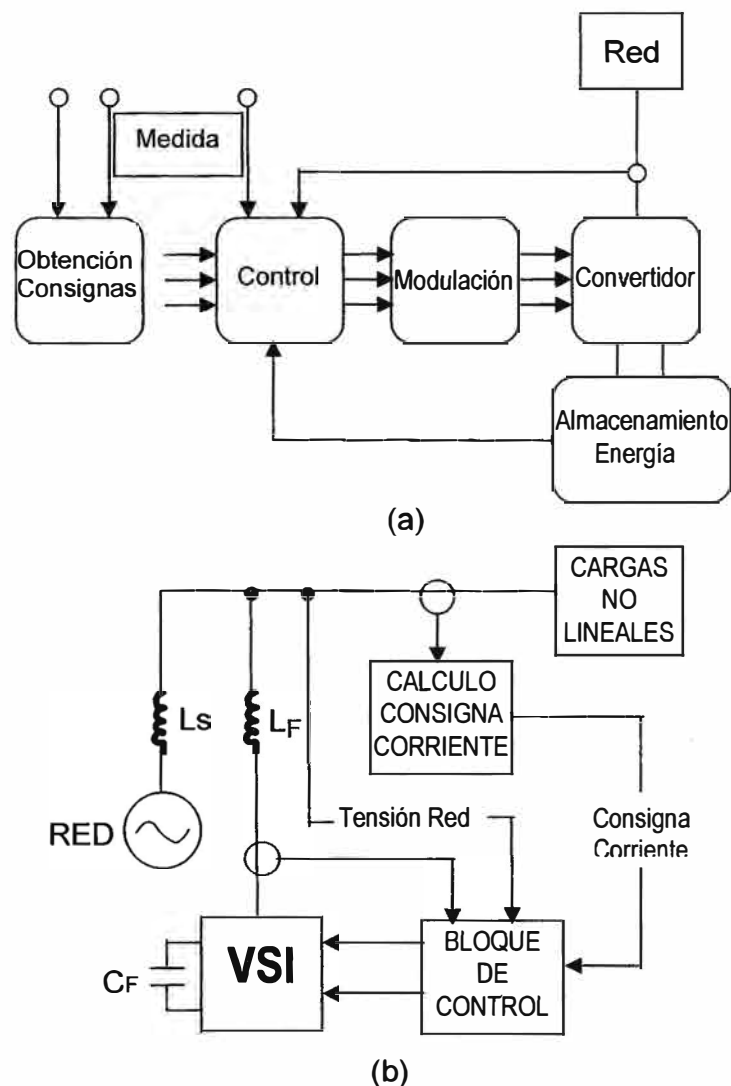 Red
Medida
Obtención
Consignas
Control
Modulación
Convertidor
Almacenamiento
Energía
(a)
CARGAS
NO
LINEALES
CALCULO
CONSIGNA
CORRIENTE
Ls
LF
RED
Tensión Red
Consigna
Corriente
CF
VSI
BLOQUE
DE
CONTROL
(b)